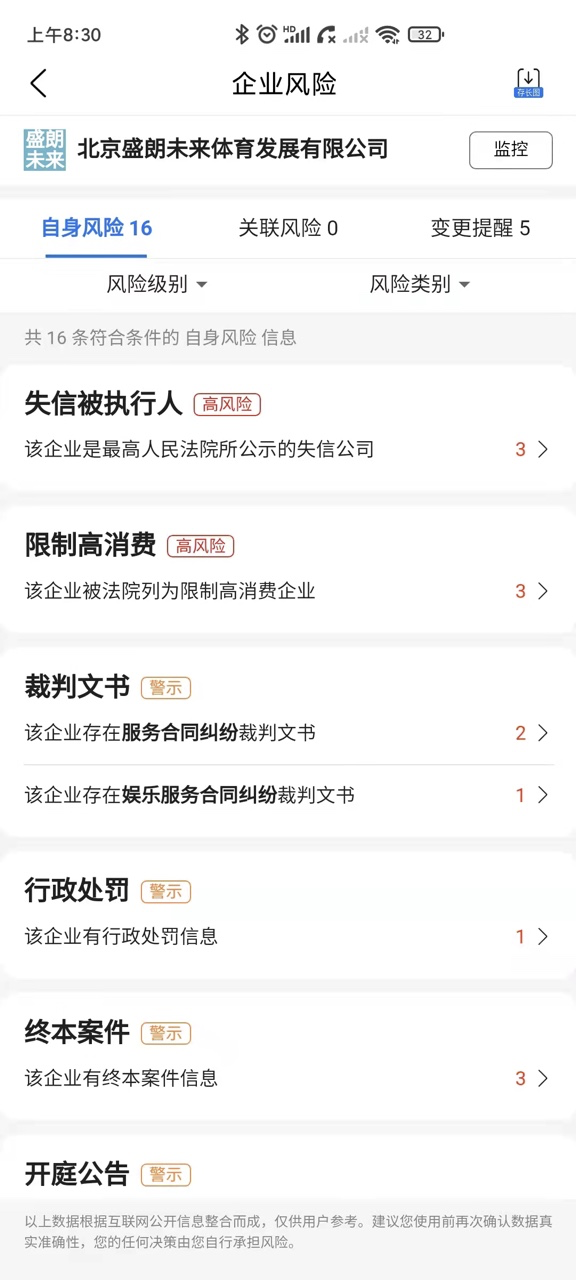 上午8:30
HD
32
企业风险
存长图
盛朗
未来
北京盛朗未来体育发展有限公司
监控
自身风险 16
关联风险 0
变更提醒 5
风险级别
风险类别
共 16 条符合条件的 自身风险 信息
失信被执行人 高风险
该企业是最高人民法院所公示的失信公司 3
限制高消费 高风险
该企业被法院列为限制高消费企业 3
裁判文书 警示
该企业存在服务合同纠纷裁判文书 2
该企业存在娱乐服务合同纠纷裁判文书 1
行政处罚 警示
该企业有行政处罚信息 1
终本案件 警示
该企业有终本案件信息 3
开庭公告 警示
以上数据根据互联网公开信息整合而成，仅供用户参考。建议您使用前再次确认数据真
实准确性，您的任何决策由您自行承担风险。